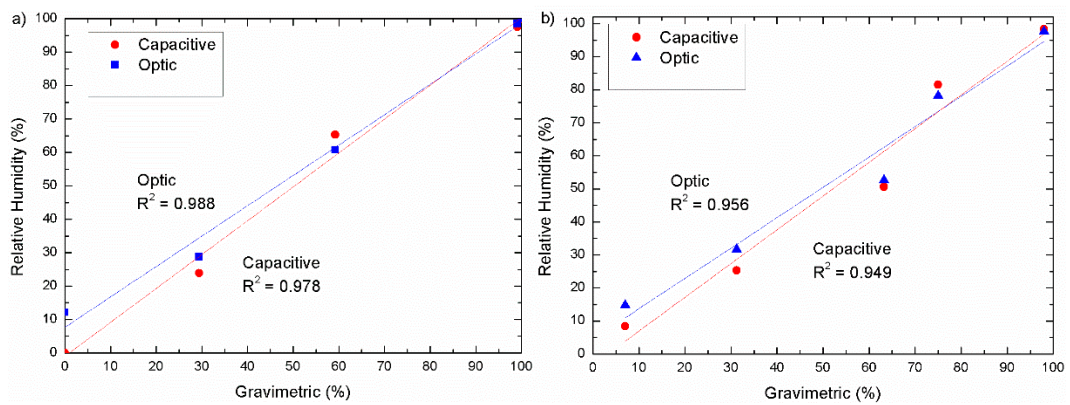 a)
Capacitive
Optic
Optic
R² = 0.988
Capacitive
R² = 0.978
Relative Humidity (%)
100
90
80
70
60
50
40
30
20
10
0
0 10 20 30 40 50 60 70 80 90 100
Gravimetric (%)
b)
Capacitive
Optic
Optic
R² = 0.956
Capacitive
R² = 0.949
Relative Humidity (%)
100
90
80
70
60
50
40
30
20
10
0
0 10 20 30 40 50 60 70 80 90 100
Gravimetric (%)